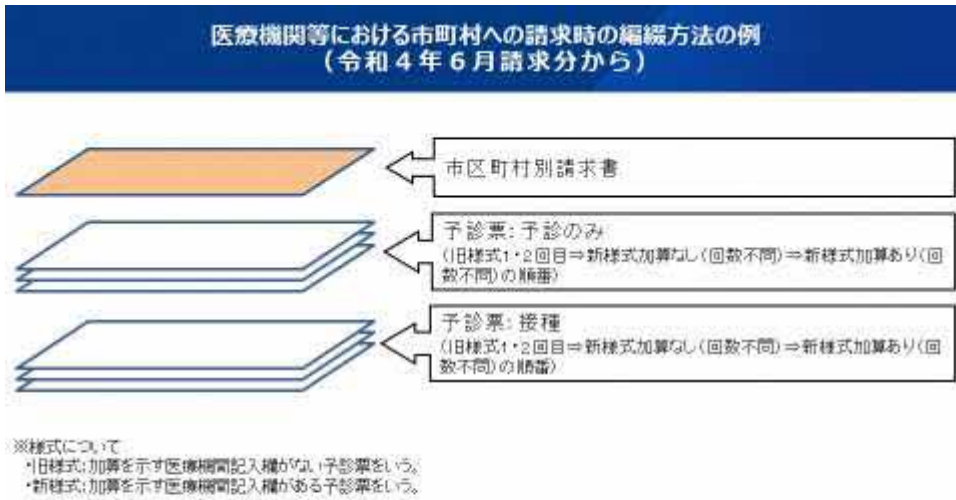 医療機関等における市町村への請求時の編綴方法の例
(令和4年6月請求分から)
市区町村別請求書
予診票:予診のみ
(旧様式1・2回目⇒新様式加算なし(回数不問)⇒新様式加算あり(回
数不問)の順番)
予診票:接種
(旧様式1・2回目⇒新様式加算なし(回数不問)⇒新様式加算あり(回
数不問)の順番)
※様式について
・旧様式:加算を示す医療機関記入欄がない予診票をいう。
・新様式:加算を示す医療機関記入欄がある予診票をいう。